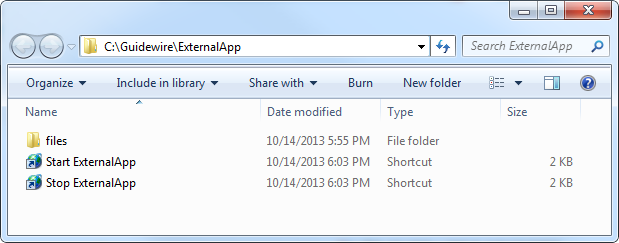 C:\Guidewire\ExternalApp Search ExternalApp
Organize Include in library Share with Burn New folder
Name Date modified Type Size
files 10/14/2013 5:55 PM File folder
Start ExternalApp 10/14/2013 6:03 PM Shortcut 2 KB
Stop ExternalApp 10/14/2013 6:03 PM Shortcut 2 KB